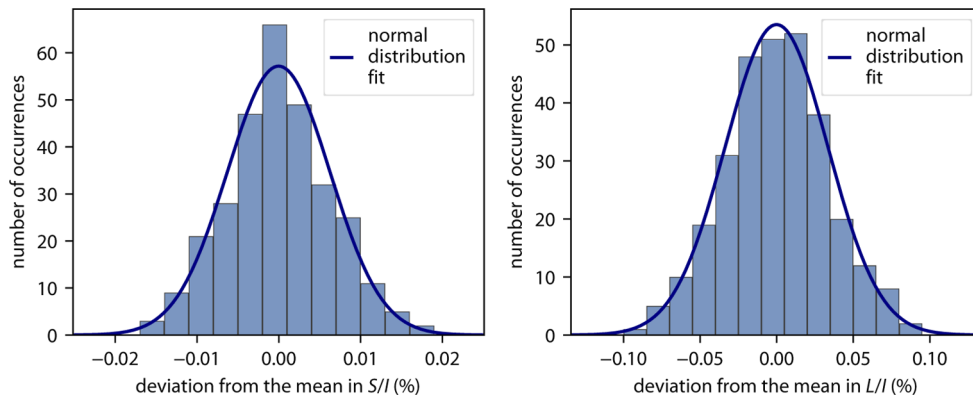 number of occurrences
60
50
40
30
20
10
0
normal
distribution
fit
−0.02
−0.01
0.00
0.01
0.02
deviation from the mean in S/I (%)
number of occurrences
50
40
30
20
10
0
normal
distribution
fit
−0.10
−0.05
0.00
0.05
0.10
deviation from the mean in L/I (%)